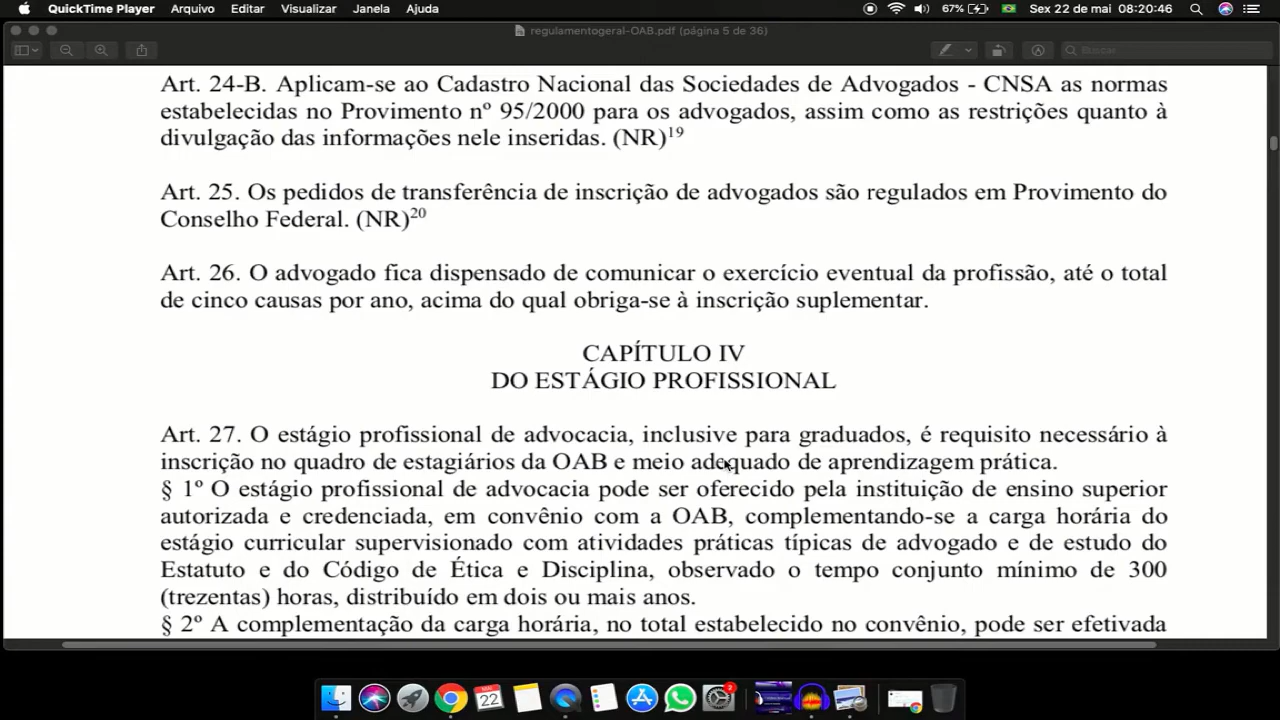 QuickTime Player Arquivo Editar Visualizar Janela Ajuda 67% Sex 22 de mai 08:20:46
regulamentogeral-OAB.pdf (página 5 de 36)
Buscar
Art. 24-B. Aplicam-se ao Cadastro Nacional das Sociedades de Advogados - CNSA as normas
estabelecidas no Provimento nº 95/2000 para os advogados, assim como as restrições quanto à
divulgação das informações nele inseridas. (NR)19
Art. 25. Os pedidos de transferência de inscrição de advogados são regulados em Provimento do
Conselho Federal. (NR)20
Art. 26. O advogado fica dispensado de comunicar o exercício eventual da profissão, até o total
de cinco causas por ano, acima do qual obriga-se à inscrição suplementar.
CAPÍTULO IV
DO ESTÁGIO PROFISSIONAL
Art. 27. O estágio profissional de advocacia, inclusive para graduados, é requisito necessário à
inscrição no quadro de estagiários da OAB e meio adequado de aprendizagem prática.
§ 1º O estágio profissional de advocacia pode ser oferecido pela instituição de ensino superior
autorizada e credenciada, em convênio com a OAB, complementando-se a carga horária do
estágio curricular supervisionado com atividades práticas típicas de advogado e de estudo do
Estatuto e do Código de Ética e Disciplina, observado o tempo conjunto mínimo de 300
(trezentas) horas, distribuído em dois ou mais anos.
§ 2º A complementação da carga horária, no total estabelecido no convênio, pode ser efetivada
MAI
22
2